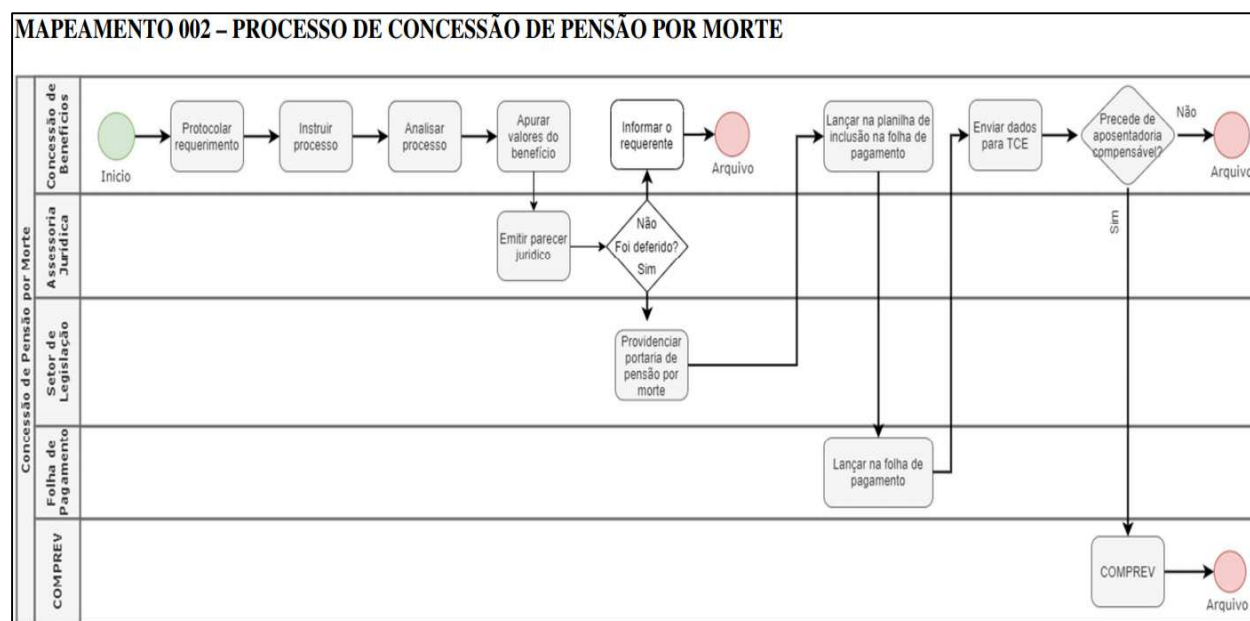 MAPEAMENTO 002 – PROCESSO DE CONCESSÃO DE PENSÃO POR MORTE
Concessão de Pensão por Morte
Concessão de
Benefícios
Inicio
Protocolar
requerimento
Instruir
processo
Analisar
processo
Apurar
valores do
benefício
Informar o
requerente
Arquivo
Lançar na planilha de
inclusão na folha de
pagamento
Enviar dados
para TCE
Precede de
aposentadoria
compensável?
Não
Arquivo
Sim
Assessoria
Jurídica
Emitir parecer
juridico
Não
Foi deferido?
Sim
Setor de
Legislação
Providenciar
portaria de
pensão por
morte
Folha de
Pagamento
Lançar na folha de
pagamento
COMPREV
COMPREV
Arquivo